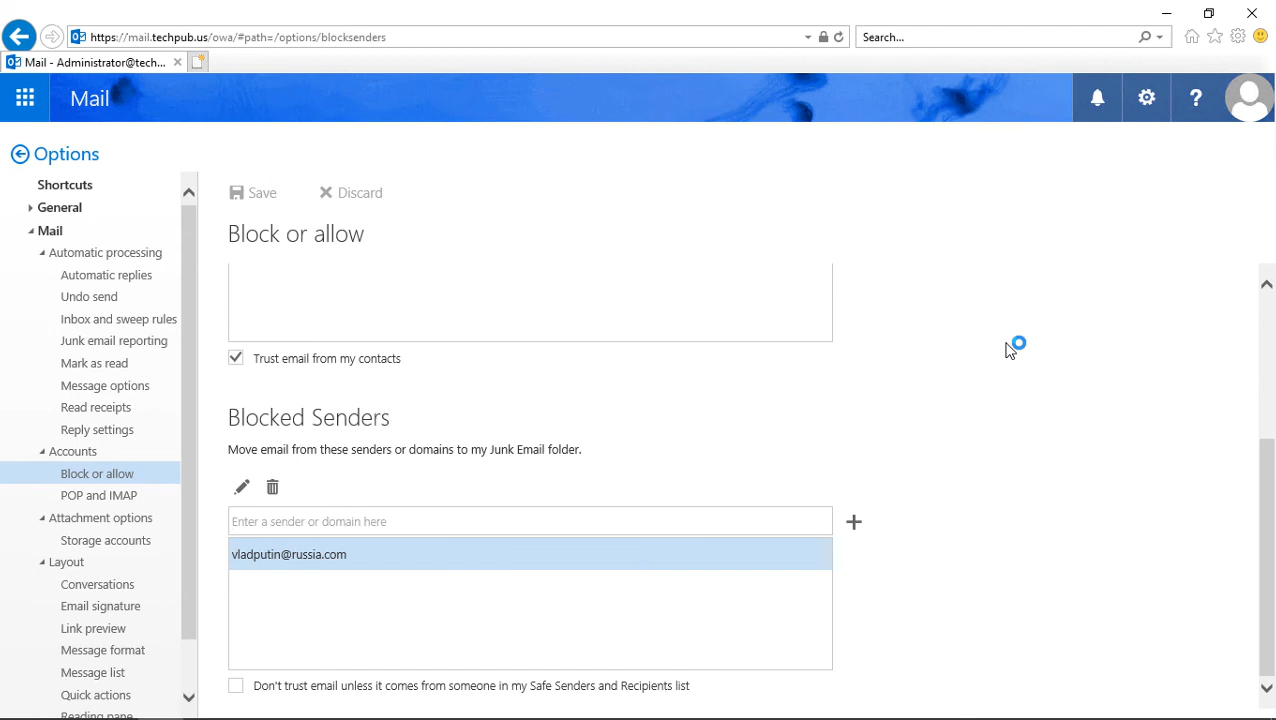 https://mail.techpub.us/owa/#path=/options/blocksenders
Search...
Mail - Administrator@tech...
Mail
?
Options
Shortcuts
General
Mail
Automatic processing
Automatic replies
Undo send
Inbox and sweep rules
Junk email reporting
Mark as read
Message options
Read receipts
Reply settings
Accounts
Block or allow
POP and IMAP
Attachment options
Storage accounts
Layout
Conversations
Email signature
Link preview
Message format
Message list
Quick actions
Reading pane
Save Discard
Block or allow
Trust email from my contacts
Blocked Senders
Move email from these senders or domains to my Junk Email folder.
Enter a sender or domain here
vladputin@russia.com
Don't trust email unless it comes from someone in my Safe Senders and Recipients list